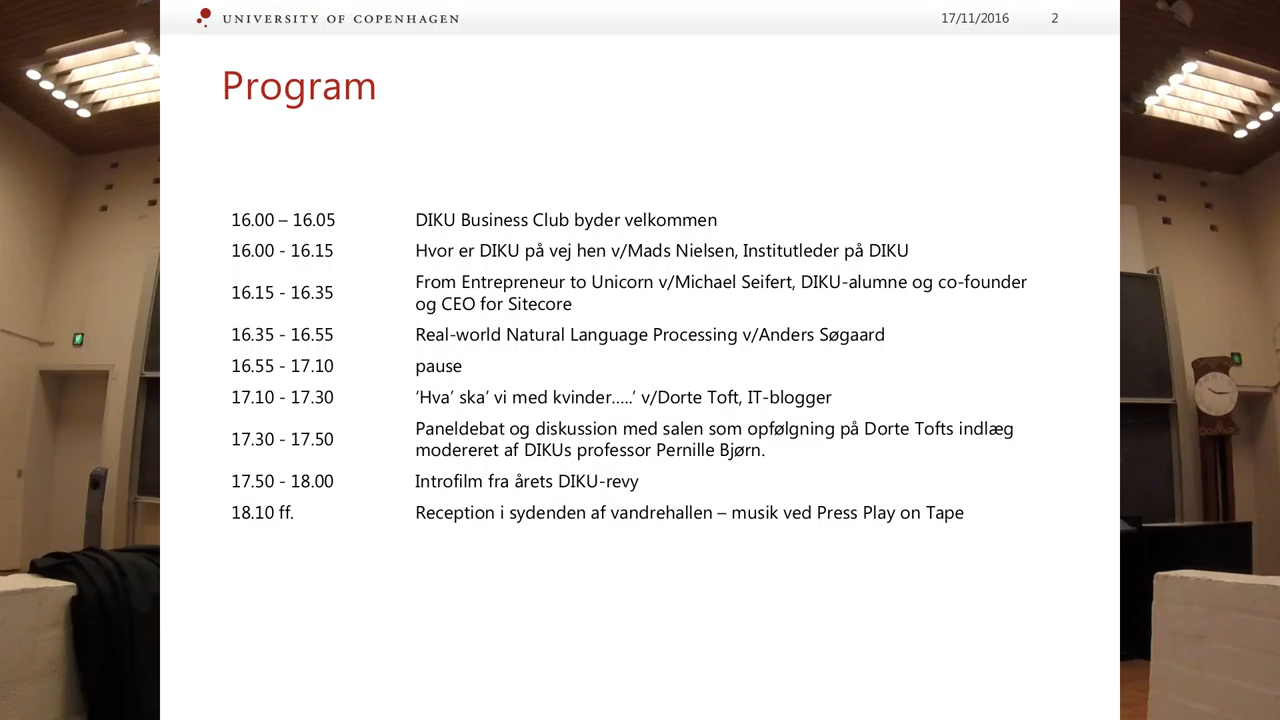 UNIVERSITY OF COPENHAGEN
17/11/2016 2
Program
16.00 – 16.05 DIKU Business Club byder velkommen
16.00 - 16.15 Hvor er DIKU på vej hen v/Mads Nielsen, Institutleder på DIKU
16.15 - 16.35 From Entrepreneur to Unicorn v/Michael Seifert, DIKU-alumne og co-founder
og CEO for Sitecore
16.35 - 16.55 Real-world Natural Language Processing v/Anders Søgaard
16.55 - 17.10 pause
17.10 - 17.30 ‘Hva’ ska’ vi med kvinder…..’ v/Dorte Toft, IT-blogger
17.30 - 17.50 Paneldebat og diskussion med salen som opfølgning på Dorte Tofts indlæg
modereret af DIKUs professor Pernille Bjørn.
17.50 - 18.00 Introfilm fra årets DIKU-revy
18.10 ff. Reception i sydenden af vandrehallen – musik ved Press Play on Tape